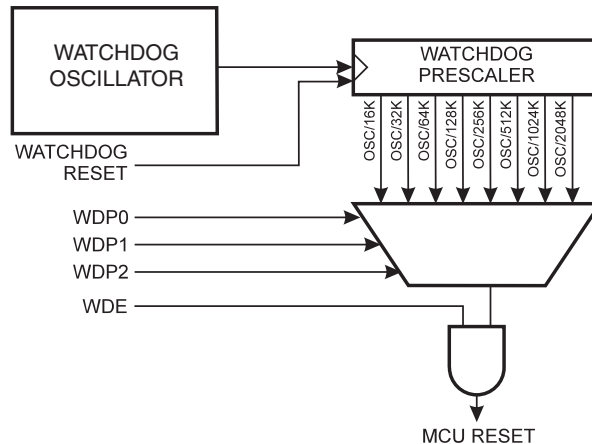 WATCHDOG
OSCILLATOR
WATCHDOG
PRESCALER
OSC/16K
OSC/32K
OSC/64K
OSC/128K
OSC/256K
OSC/512K
OSC/1024K
OSC/2048K
WATCHDOG
RESET
WDP0
WDP1
WDP2
WDE
MCU RESET